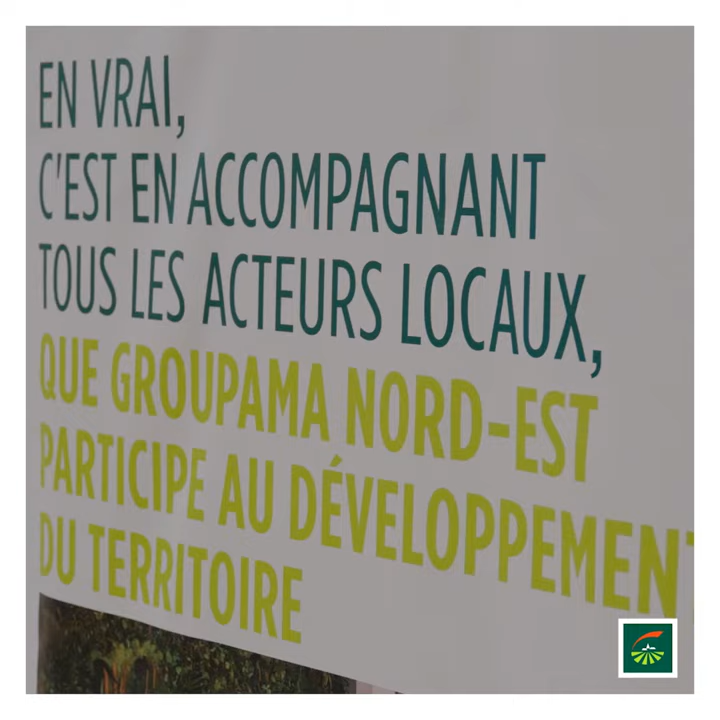 EN VRAI,
C'EST EN ACCOMPAGNANT
TOUS LES ACTEURS LOCAUX,
QUE GROUPAMA NORD-EST
PARTICIPE AU DÉVELOPPEMENT
DU TERRITOIRE